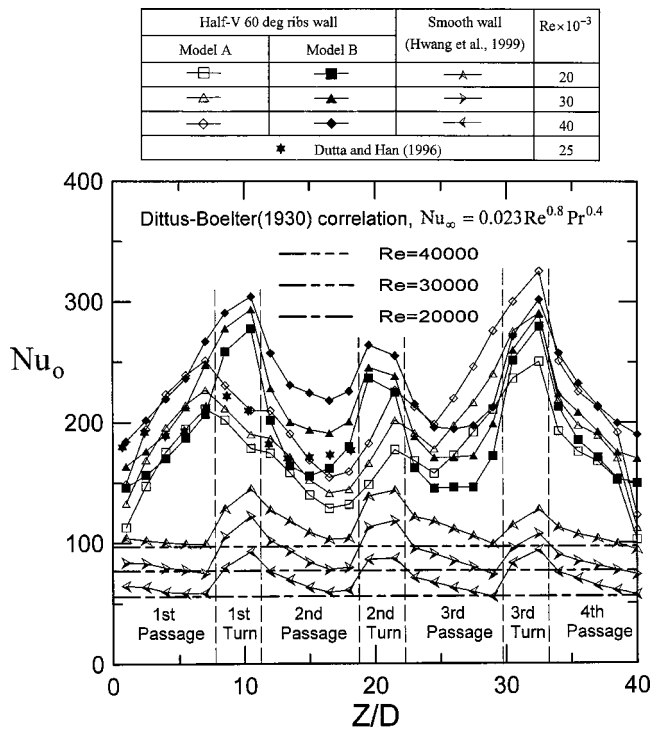 Half-V 60 deg ribs wall Smooth wall Re×10⁻³
Model A Model B (Hwang et al., 1999)
20
30
40
Dutta and Han (1996) 25
400
Dittus-Boelter(1930) correlation, Nu∞ = 0.023Re^0.8 Pr^0.4
Re=40000
Re=30000
Re=20000
300
Nuo
200
100
1st Passage
1st Turn
2nd Passage
2nd Turn
3rd Passage
3rd Turn
4th Passage
0
0 10 20 30 40
Z/D